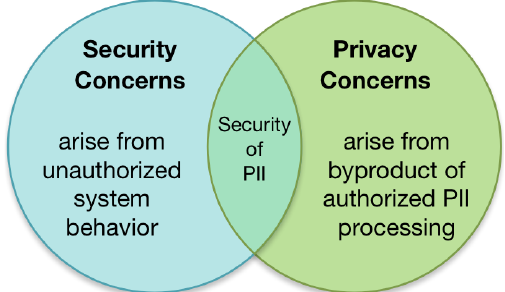 Security
Concerns
arise from
unauthorized
system
behavior
Security
of
PII
Privacy
Concerns
arise from
byproduct of
authorized PII
processing